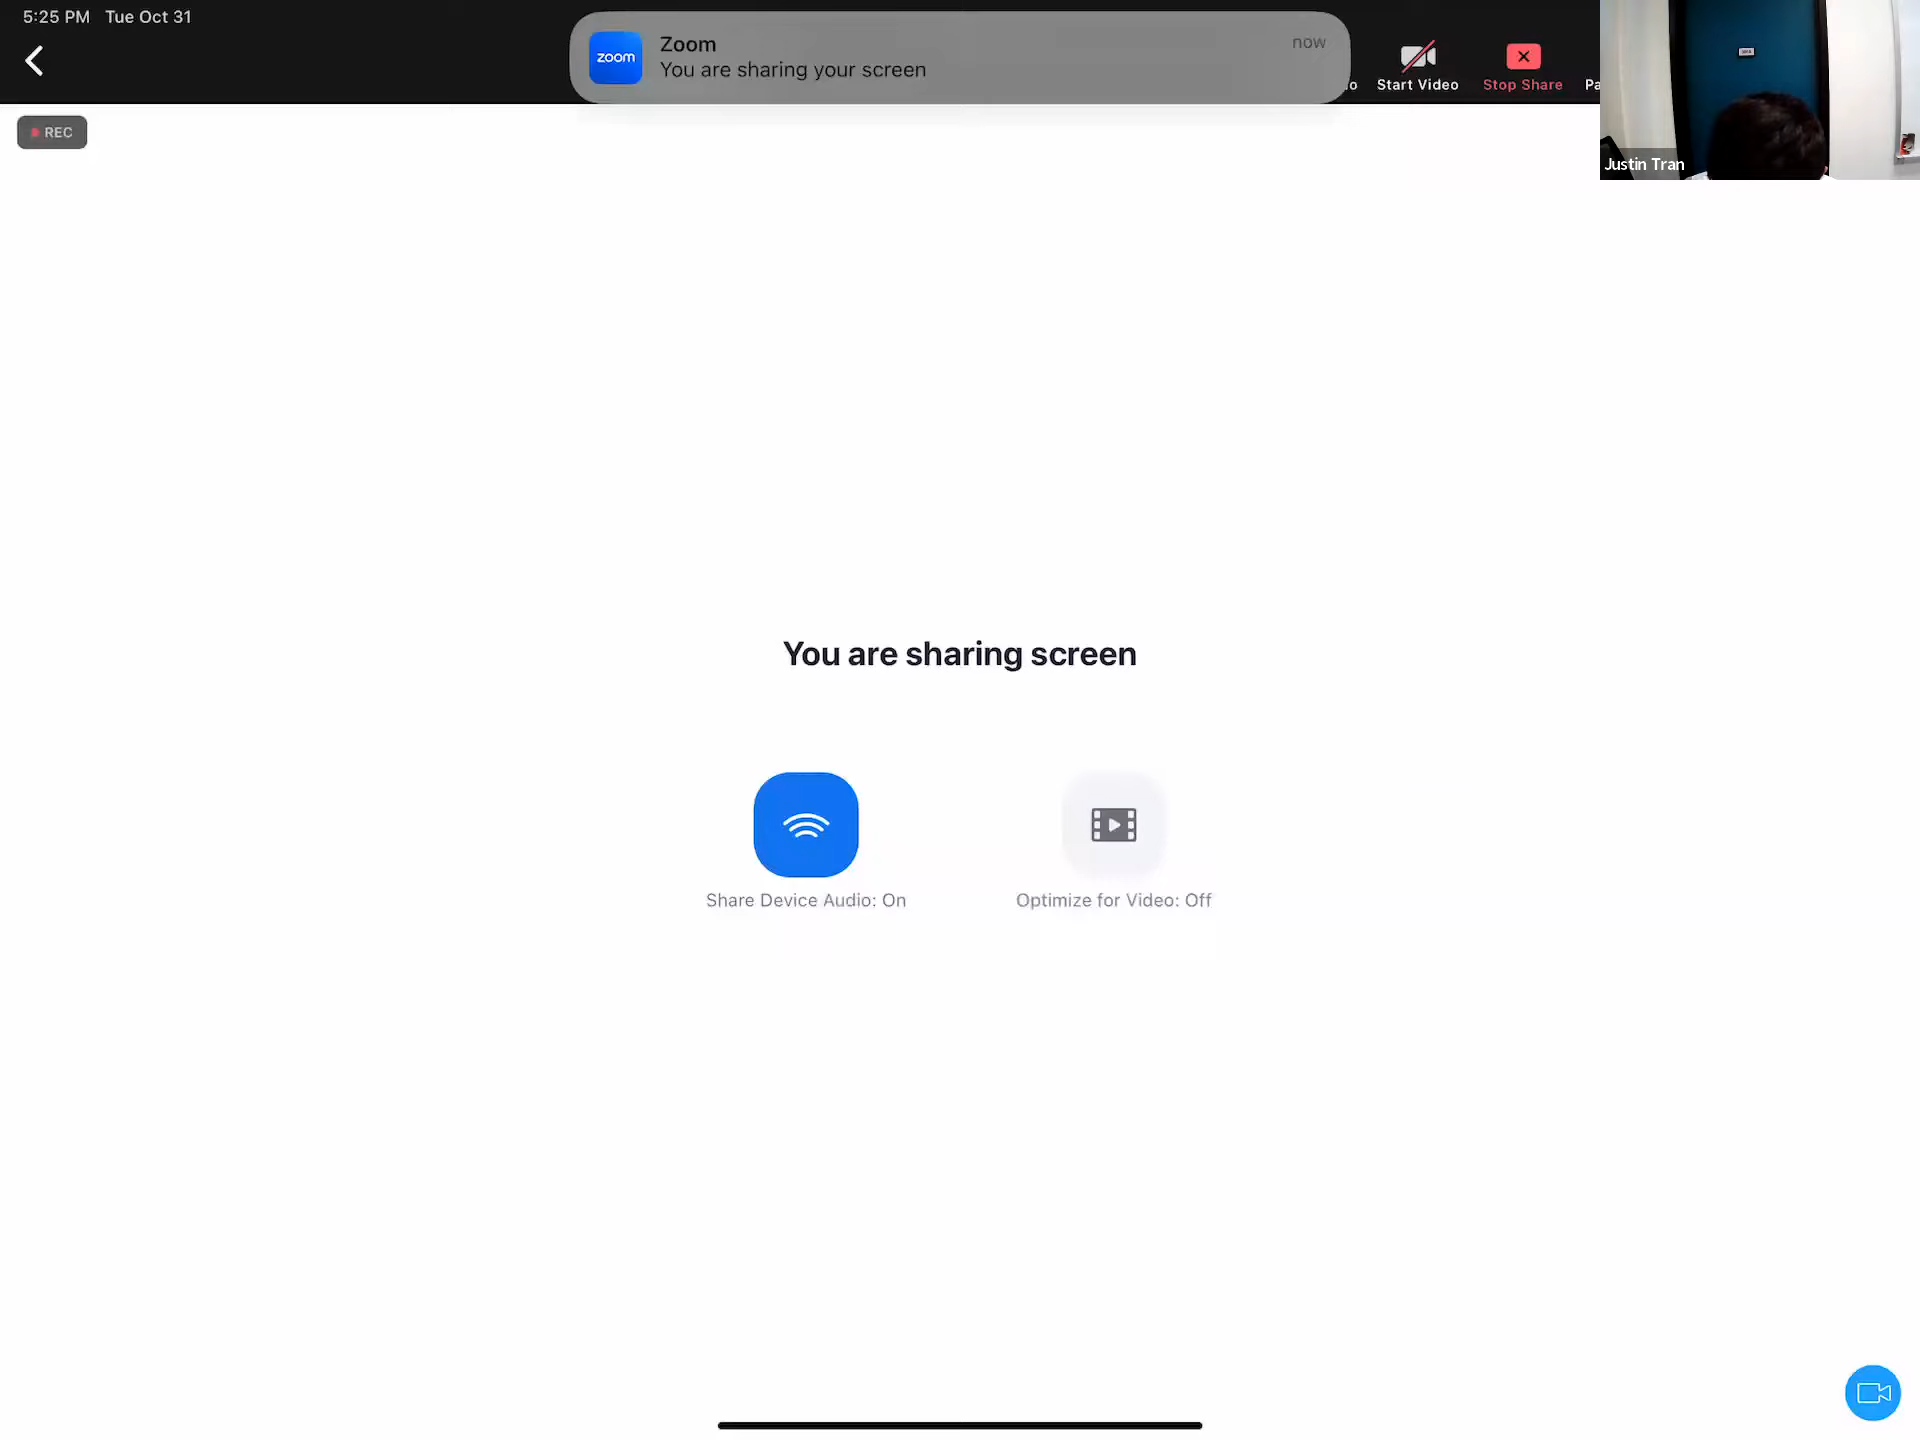 5:25 PM Tue Oct 31
zoom
Zoom
now
You are sharing your screen
Start Video
Stop Share
REC
Justin Tran
You are sharing screen
Share Device Audio: On
Optimize for Video: Off